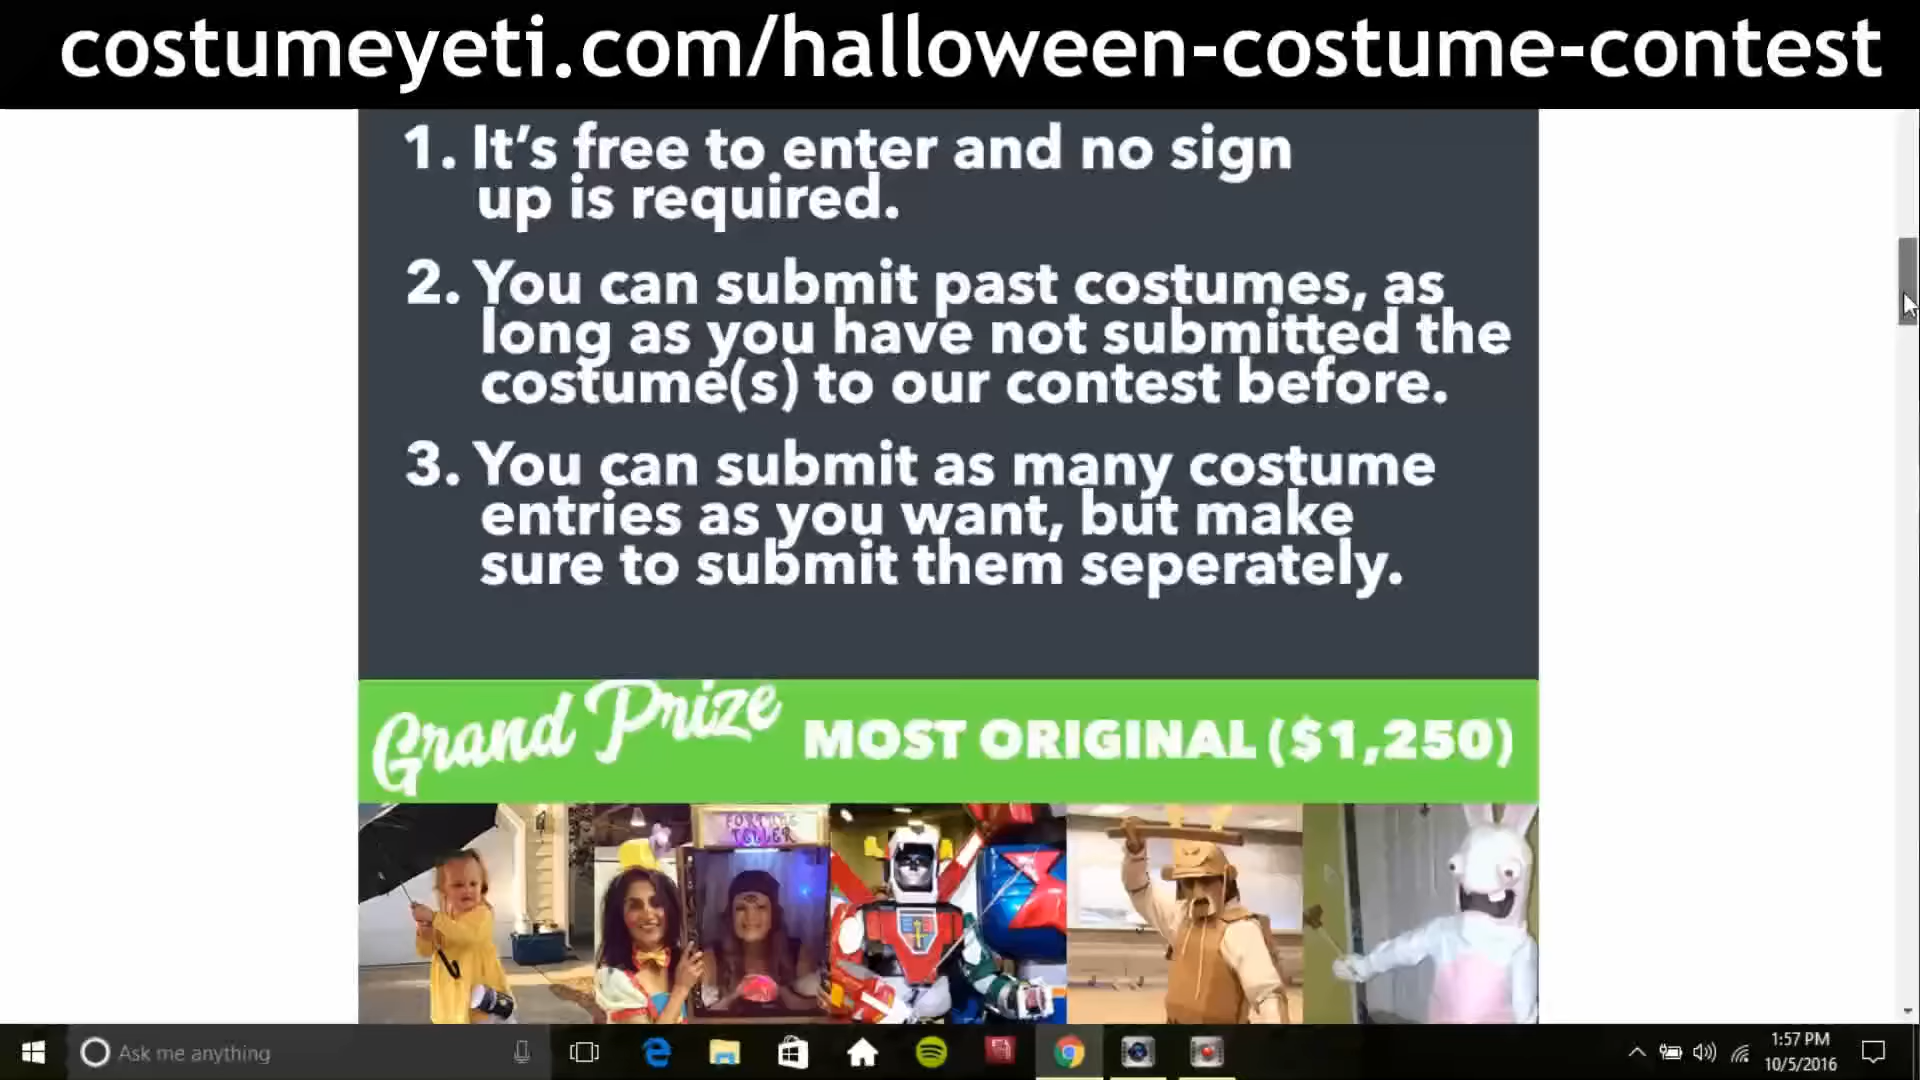 costumeyeti.com/halloween-costume-contest
1. It's free to enter and no sign
up is required.
2. You can submit past costumes, as
long as you have not submitted the
costume(s) to our contest before.
3. You can submit as many costume
entries as you want, but make
sure to submit them seperately.
Grand Prize MOST ORIGINAL ($1,250)
FORTUNE
TELLER
Ask me anything
1:57 PM
10/5/2016